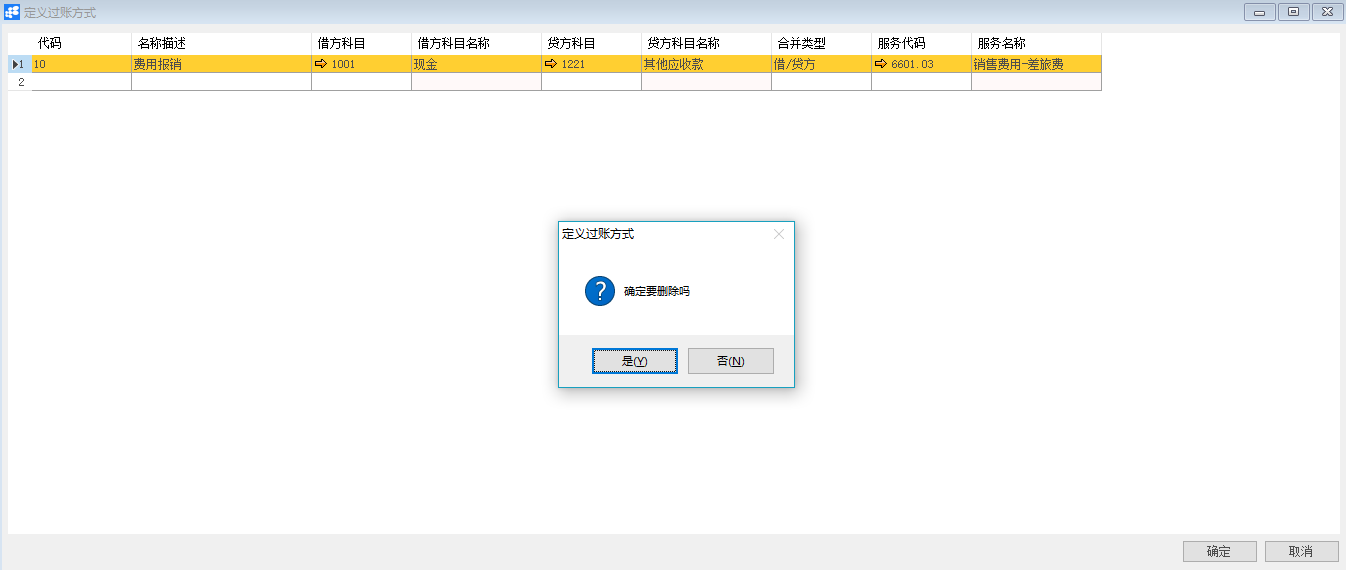 定义过账方式
代码 名称描述 借方科目 借方科目名称 贷方科目 贷方科目名称 合并类型 服务代码 服务名称
1 10 费用报销 1001 现金 1221 其他应收款 借/贷方 6601.03 销售费用-差旅费
2
定义过账方式
确定要删除吗
是(Y) 否(N)
确定 取消